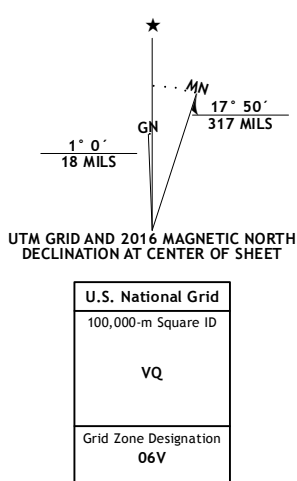 ★
MN
GN
17° 50´
317 MILS
1° 0´
18 MILS
UTM GRID AND 2016 MAGNETIC NORTH
DECLINATION AT CENTER OF SHEET
U.S. National Grid
100,000-m Square ID
VQ
Grid Zone Designation
06V